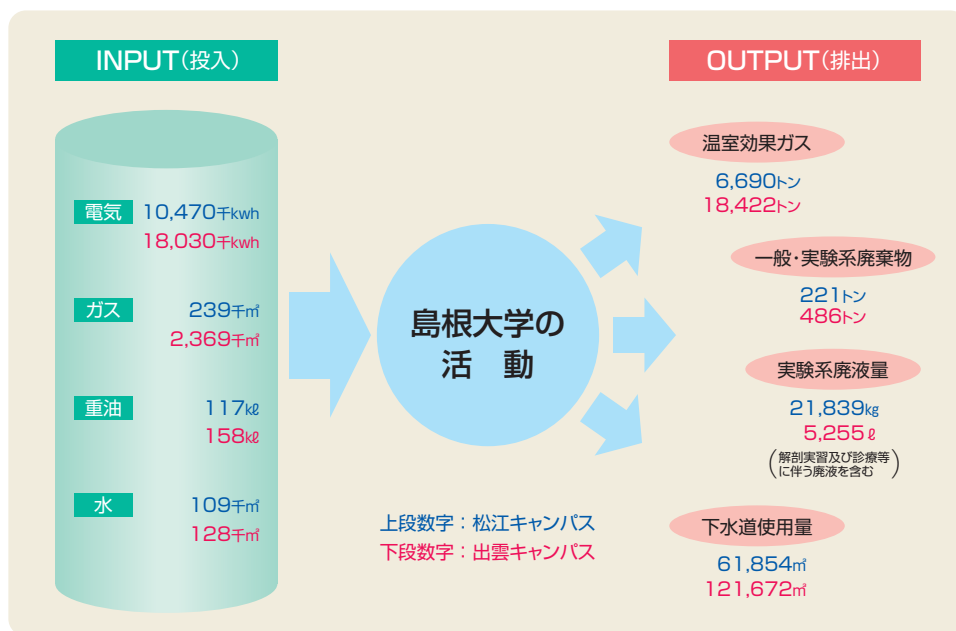 INPUT(投入)
電気 10,470千kwh
18,030千kwh
ガス 239千㎥
2,369千㎥
重油 117㎘
158㎘
水 109千㎥
128千㎥
島根大学の
活 動
上段数字：松江キャンパス
下段数字：出雲キャンパス
OUTPUT(排出)
温室効果ガス
6,690トン
18,422トン
一般・実験系廃棄物
221トン
486トン
実験系廃液量
21,839kg
5,255ℓ
(解剖実習及び診療等
に伴う廃液を含む)
下水道使用量
61,854㎥
121,672㎥